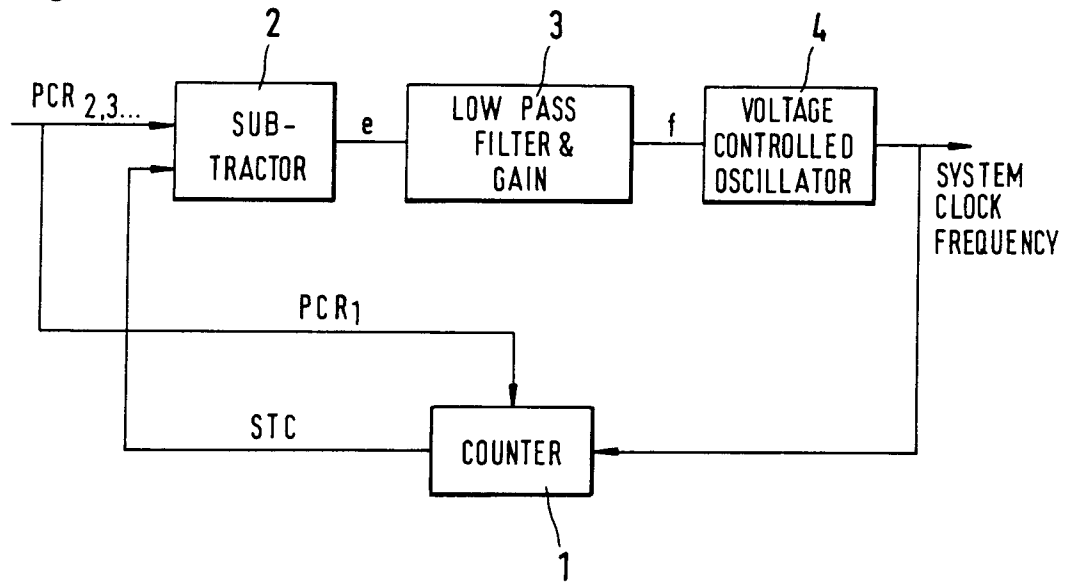 2
3
4
PCR 2,3...
SUB-
TRACTOR
e
LOW PASS
FILTER &
GAIN
f
VOLTAGE
CONTROLLED
OSCILLATOR
SYSTEM
CLOCK
FREQUENCY
PCR1
STC
COUNTER
1